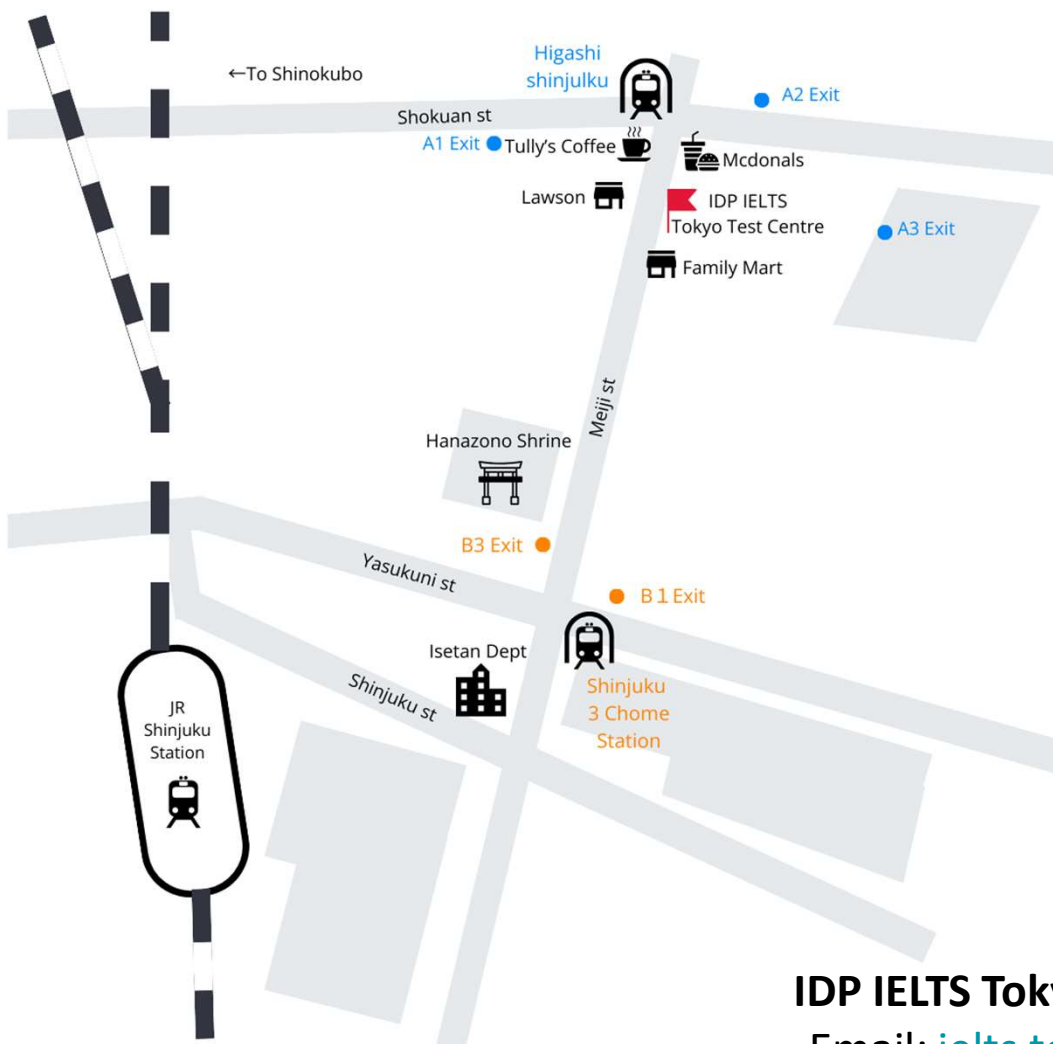 Higashi
shinjulku
←To Shinokubo
A2 Exit
Shokuan st
A1 Exit
Tully's Coffee
Mcdonals
Lawson
IDP IELTS
Tokyo Test Centre
A3 Exit
Family Mart
Meiji st
Hanazono Shrine
B3 Exit
Yasukuni st
B 1 Exit
Isetan Dept
Shinjuku st
Shinjuku
3 Chome
Station
JR
Shinjuku
Station
IDP IELTS
Email: